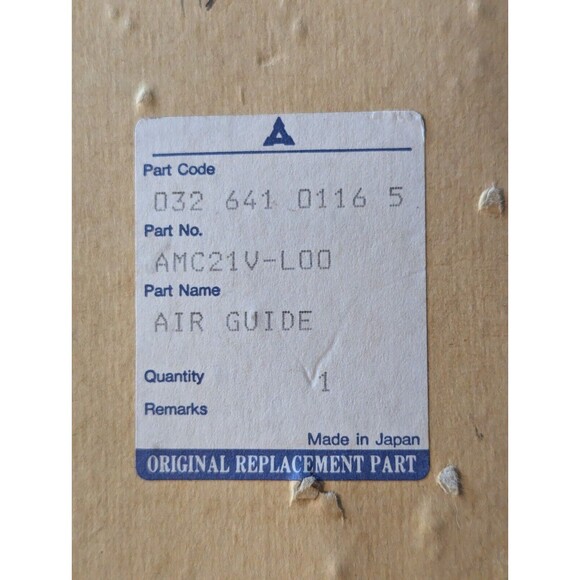 Part Code
032 641 0116 5
Part No.
AMC21V-L00
Part Name
AIR GUIDE
Quantity 1
Remarks
Made in Japan
ORIGINAL REPLACEMENT PART